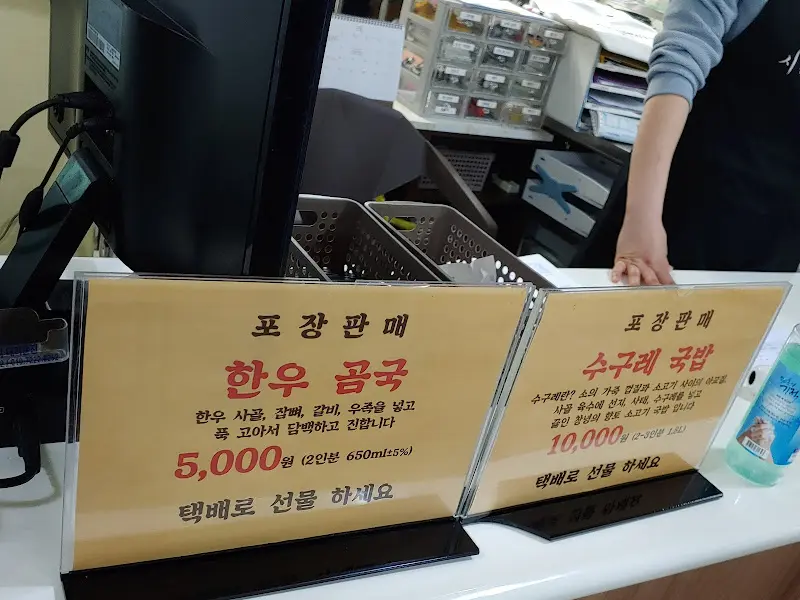 포장판매
한우 곰국
한우 사골, 잡뼈, 갈비, 우족을 넣고
푹 고아서 담백하고 진합니다
5,000원 (2인분 650ml±5%)
택배로 선물 하세요
포장판매
수구레 국밥
수구레란? 소의 가죽 껍질과 소고기 사이의 아교질,
사골 육수에 선지, 사태, 수구레를 넣고
끓인 창녕의 향토 소고기 국밥 입니다
10,000원 (2~3인분 1.8L)
택배로 선물 하세요
시